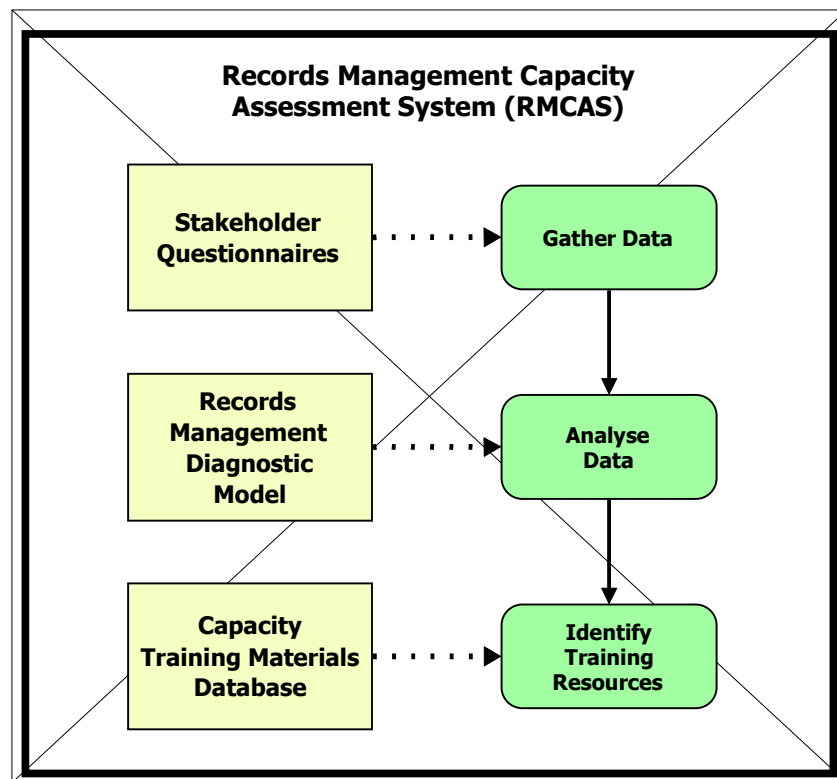 Records Management Capacity
Assessment System (RMCAS)
Stakeholder
Questionnaires
Gather Data
Records
Management
Diagnostic
Model
Analyse
Data
Capacity
Training Materials
Database
Identify
Training
Resources